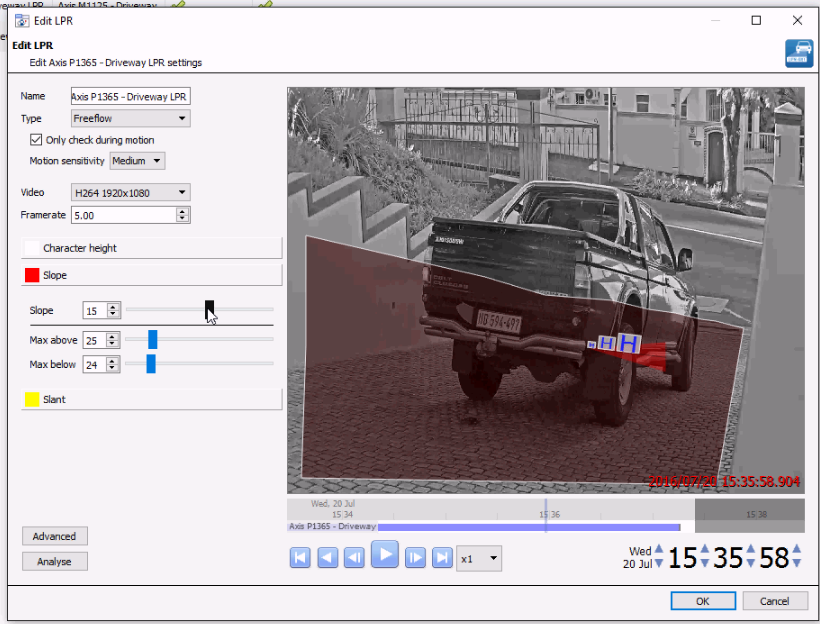 Axis M1125 - Driveway
Edit LPR
Edit LPR
Edit Axis P1365 - Driveway LPR settings
Name Axis P1365 - Driveway LPR
Type Freeflow
Only check during motion
Motion sensitivity Medium
Video H264 1920x1080
Framerate 5.00
Character height
Slope
Slope 15
Max above 25
Max below 24
Slant
Advanced
Analyse
H H
2016/07/20 15:35:58.904
Wed, 20 Jul
15:34 15:36 15:38
Axis P1365 - Driveway
x1
Wed
20 Jul
15 35 58
OK Cancel